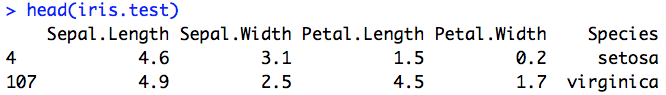 > head(iris.test)
Sepal.Length Sepal.Width Petal.Length Petal.Width Species
4 4.6 3.1 1.5 0.2 setosa
107 4.9 2.5 4.5 1.7 virginica